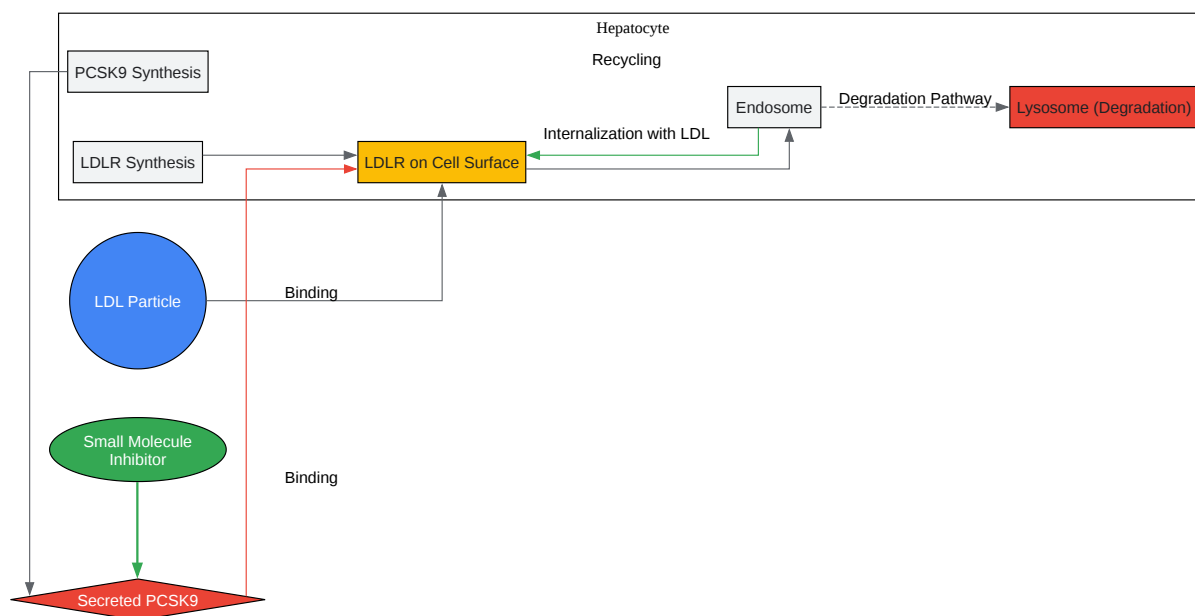 Hepatocyte
Recycling
PCSK9 Synthesis
Endosome
Degradation Pathway
Lysosome (Degradation)
Internalization with LDL
LDLR Synthesis
LDLR on Cell Surface
LDL Particle
Binding
Small Molecule
Inhibitor
Binding
Secreted PCSK9